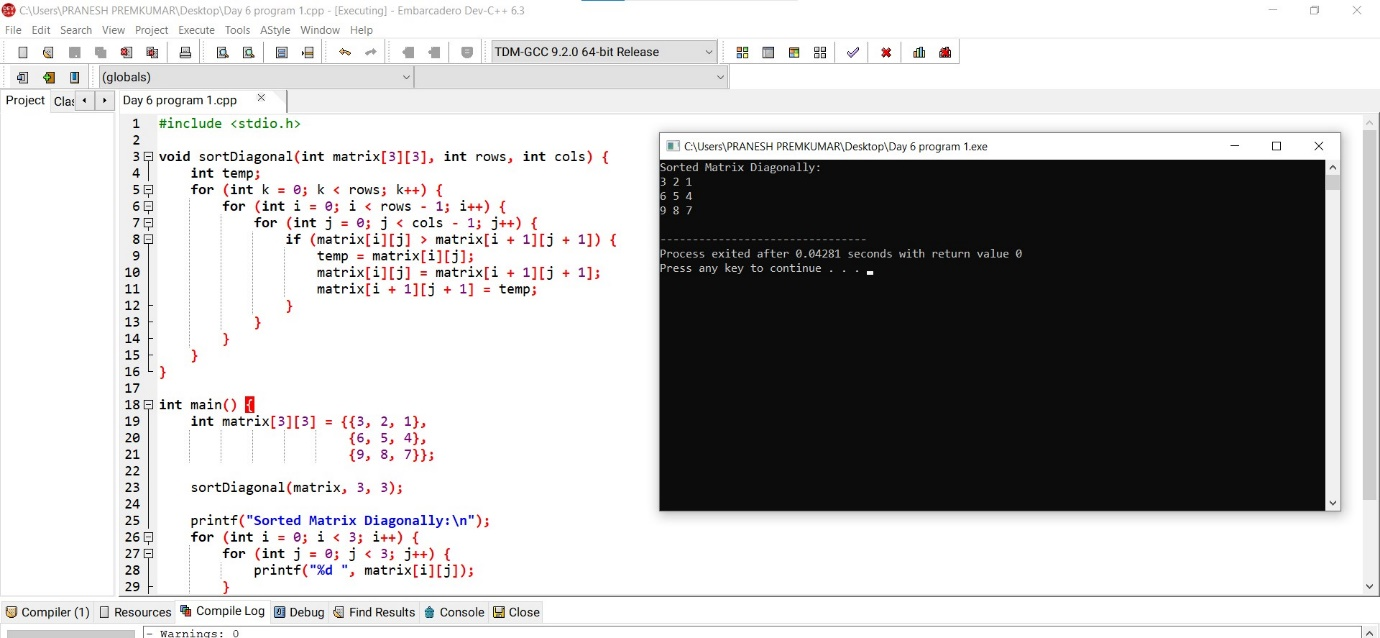 C:\Users\PRANESH PREMKUMAR\Desktop\Day 6 program 1.cpp - [Executing] - Embarcadero Dev-C++ 6.3
File Edit Search View Project Execute Tools AStyle Window Help
TDM-GCC 9.2.0 64-bit Release
(globals)
Project Clas Day 6 program 1.cpp
1 #include <stdio.h>
2
3 void sortDiagonal(int matrix[3][3], int rows, int cols) {
4 int temp;
5 for (int k = 0; k < rows; k++) {
6 for (int i = 0; i < rows - 1; i++) {
7 for (int j = 0; j < cols - 1; j++) {
8 if (matrix[i][j] > matrix[i + 1][j + 1]) {
9 temp = matrix[i][j];
10 matrix[i][j] = matrix[i + 1][j + 1];
11 matrix[i + 1][j + 1] = temp;
12 }
13 }
14 }
15 }
16 }
17
18 int main() {
19 int matrix[3][3] = {{3, 2, 1},
20 {6, 5, 4},
21 {9, 8, 7}};
22
23 sortDiagonal(matrix, 3, 3);
24
25 printf("Sorted Matrix Diagonally:\n");
26 for (int i = 0; i < 3; i++) {
27 for (int j = 0; j < 3; j++) {
28 printf("%d ", matrix[i][j]);
29 }
C:\Users\PRANESH PREMKUMAR\Desktop\Day 6 program 1.exe
Sorted Matrix Diagonally:
3 2 1
6 5 4
9 8 7
--------------------------------
Process exited after 0.04281 seconds with return value 0
Press any key to continue . . .
Compiler (1) Resources Compile Log Debug Find Results Console Close
- Warnings: 0